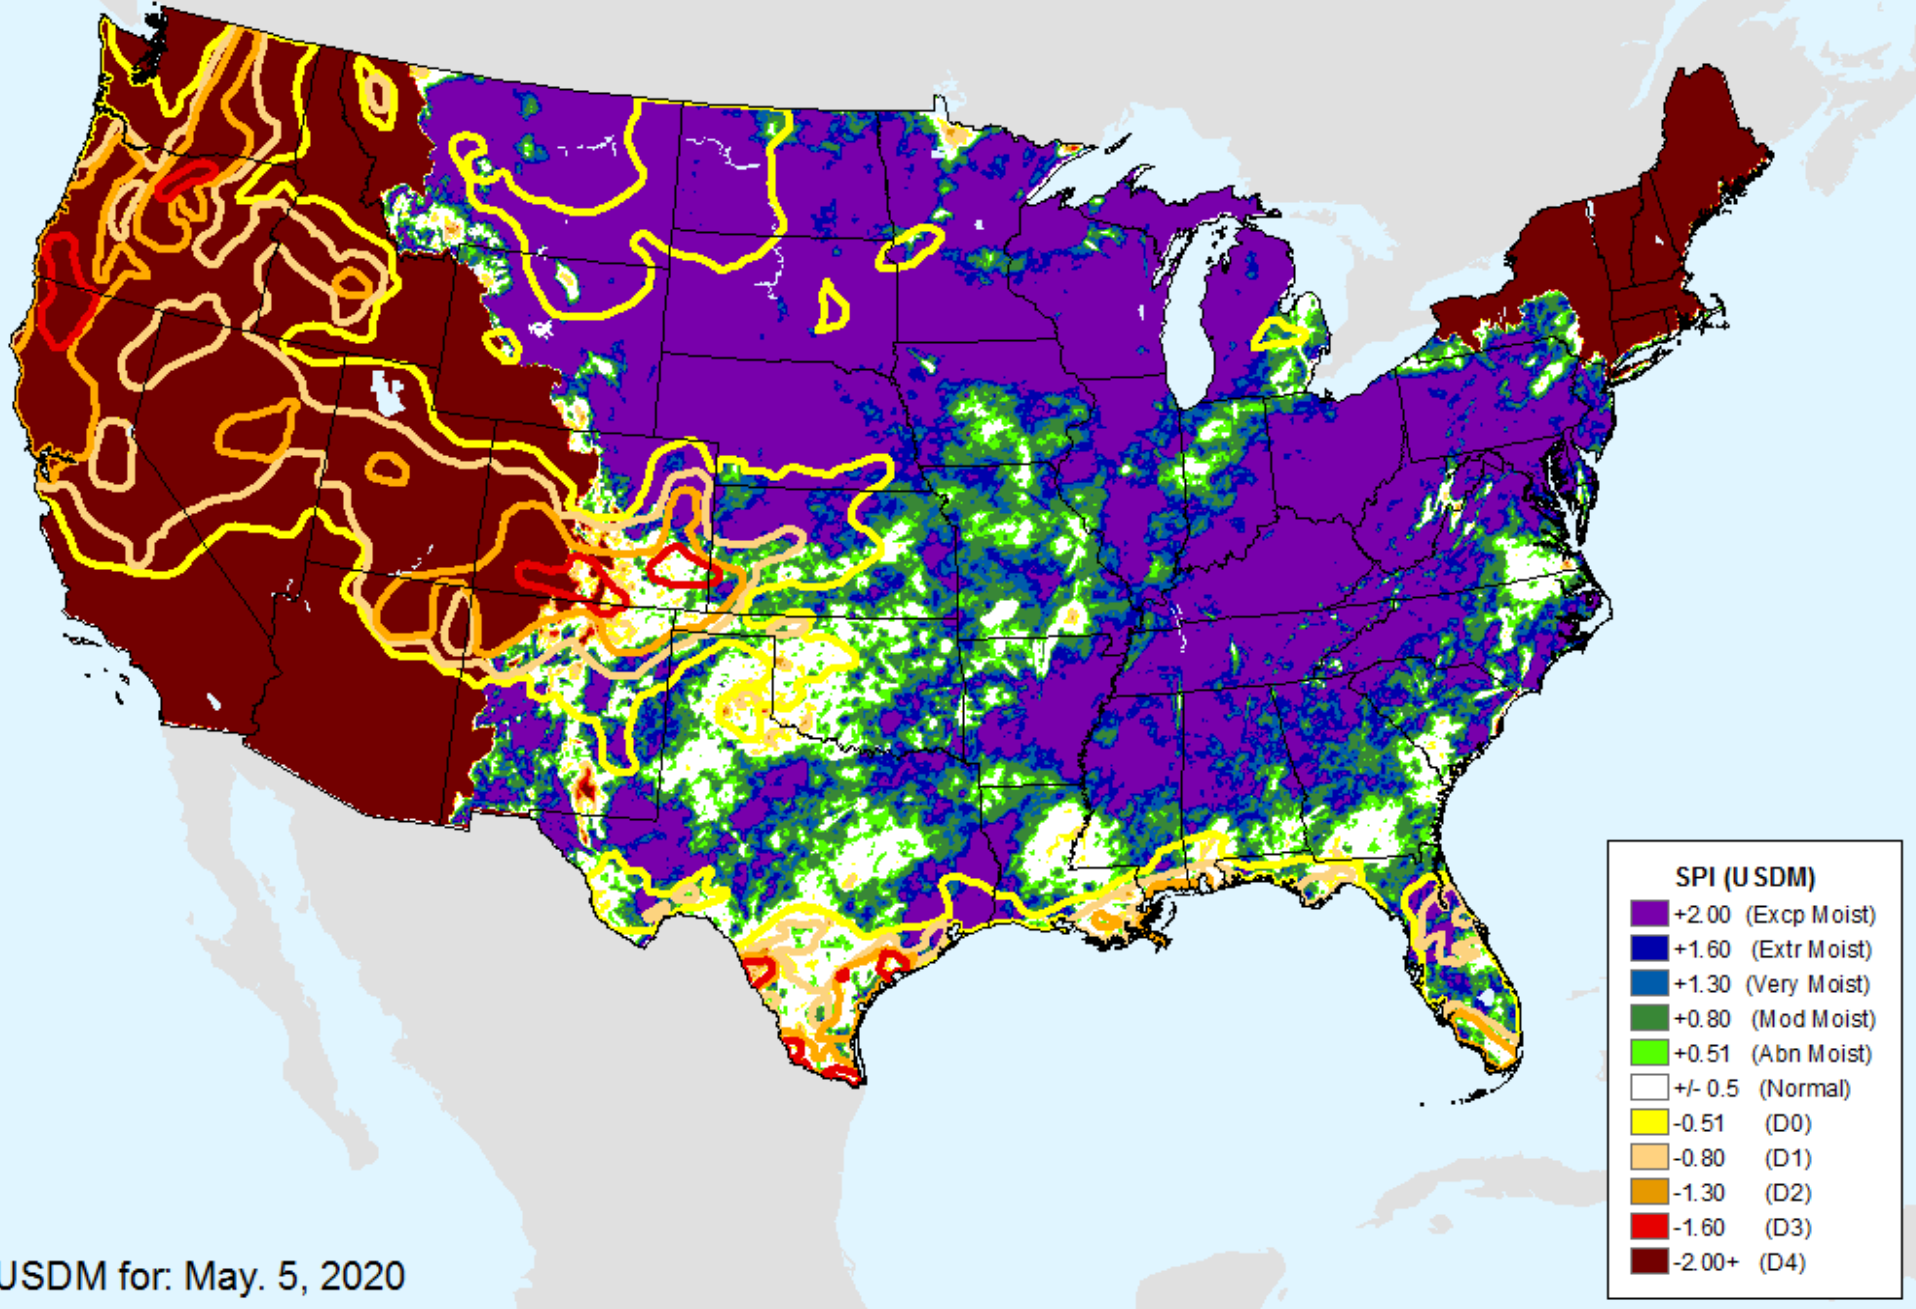 SPI (USDM)
+2.00 (Excp Moist)
+1.60 (Extr Moist)
+1.30 (Very Moist)
+0.80 (Mod Moist)
+0.51 (Abn Moist)
+/- 0.5 (Normal)
-0.51 (D0)
-0.80 (D1)
-1.30 (D2)
-1.60 (D3)
-2.00+ (D4)
USDM for: May. 5, 2020